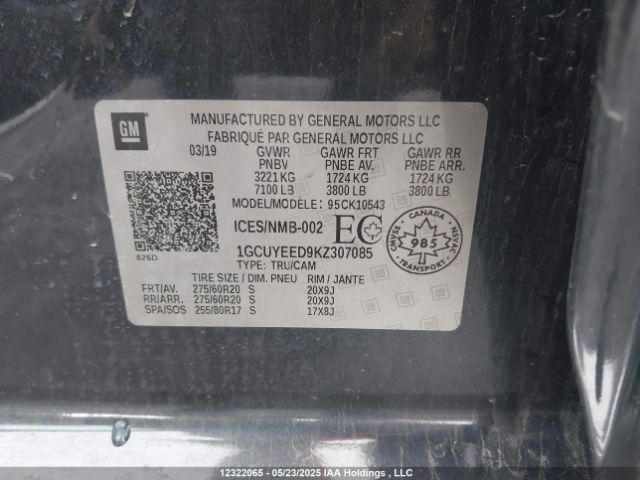 GM
MANUFACTURED BY GENERAL MOTORS LLC
FABRIQUÉ PAR GENERAL MOTORS LLC
03/19 GVWR GAWR FRT GAWR RR
PNBV PNBE AV. PNBE ARR.
3221 KG 1724 KG 1724 KG
7100 LB 3800 LB 3800 LB
MODEL/MODÈLE: 95CK10543
ICES/NMB-002 EC
1GCUYEED9KZ307085
TYPE: TRU/CAM
626D
CANADA
985
TRANSPORT
NSVAC
SMWC
TIRE SIZE / DIM. PNEU RIM / JANTE
FRT/AV. 275/60R20 S 20X9J
RR/ARR. 275/60R20 S 20X9J
SPA/SOS 255/80R17 S 17X8J
12322065 - 05/23/2025 IAA Holdings , LLC